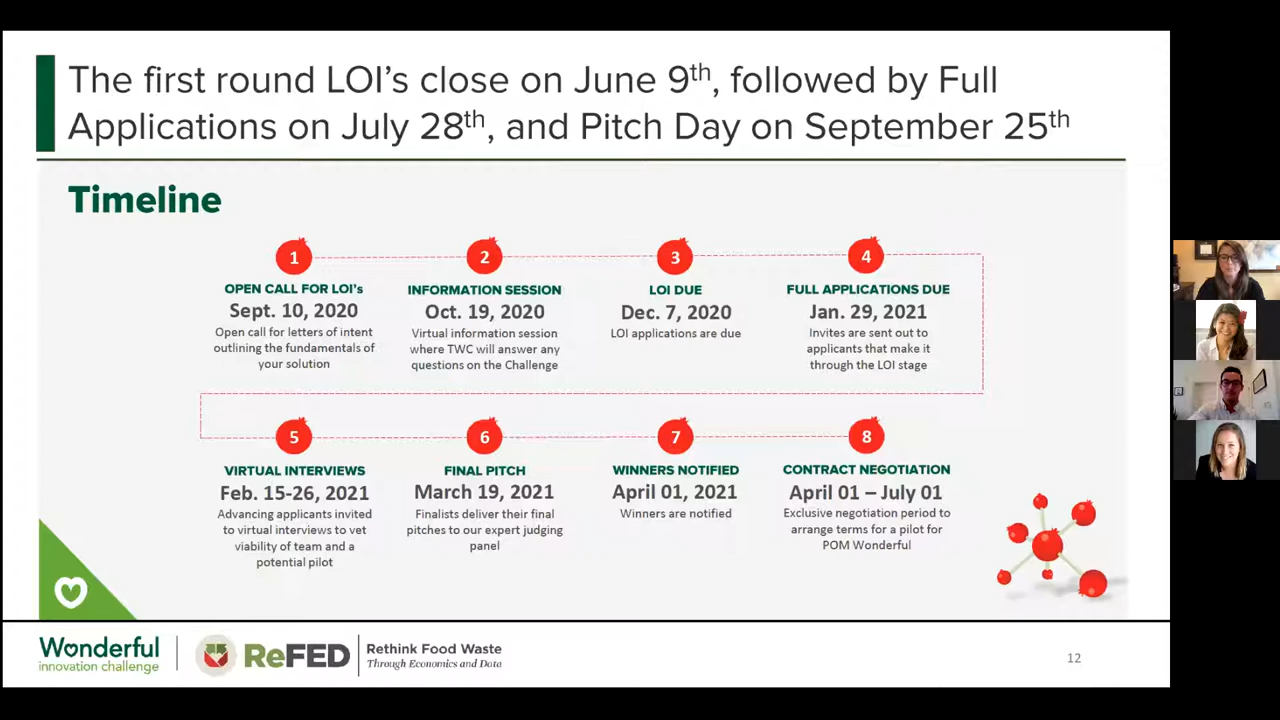 The first round LOI's close on June 9th, followed by Full
Applications on July 28th, and Pitch Day on September 25th
Timeline
1
OPEN CALL FOR LOI's
Sept. 10, 2020
Open call for letters of intent
outlining the fundamentals of
your solution
2
INFORMATION SESSION
Oct. 19, 2020
Virtual information session
where TWC will answer any
questions on the Challenge
3
LOI DUE
Dec. 7, 2020
LOI applications are due
4
FULL APPLICATIONS DUE
Jan. 29, 2021
Invites are sent out to
applicants that make it
through the LOI stage
5
VIRTUAL INTERVIEWS
Feb. 15-26, 2021
Advancing applicants invited
to virtual interviews to vet
viability of team and a
potential pilot
6
FINAL PITCH
March 19, 2021
Finalists deliver their final
pitches to our expert judging
panel
7
WINNERS NOTIFIED
April 01, 2021
Winners are notified
8
CONTRACT NEGOTIATION
April 01 – July 01
Exclusive negotiation period to
arrange terms for a pilot for
POM Wonderful
Wonderful
innovation challenge
ReFED
Rethink Food Waste
Through Economics and Data
12